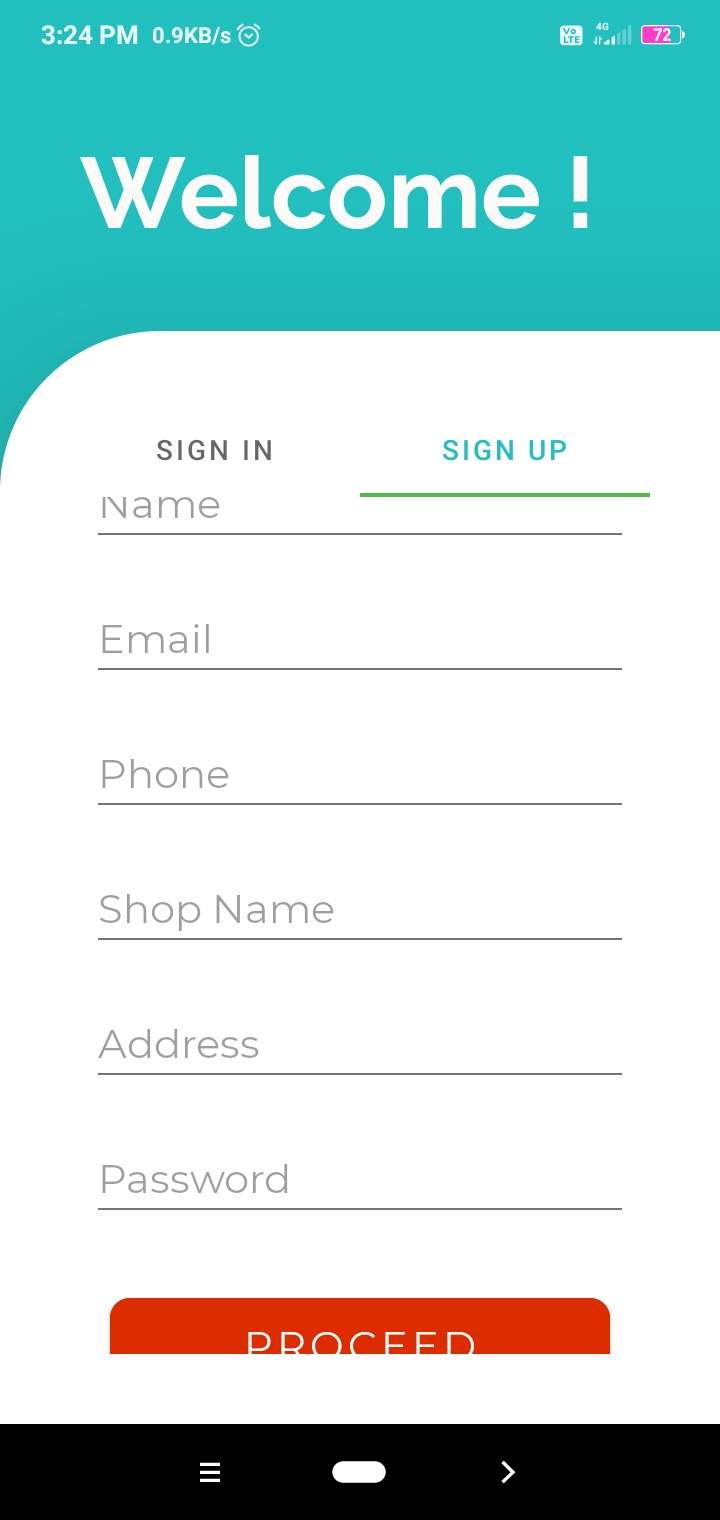 3:24 PM 0.9KB/s Vo LTE 4G 72
Welcome !
SIGN IN SIGN UP
Name
Email
Phone
Shop Name
Address
Password
PROCEED